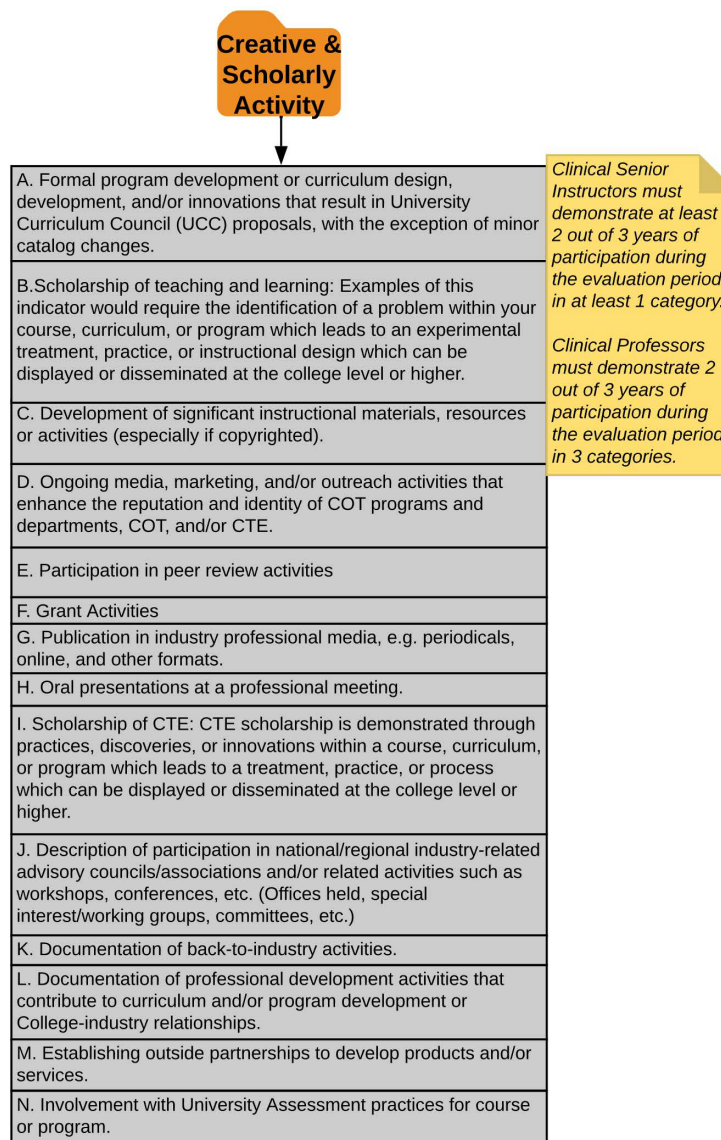 Creative &
Scholarly
Activity
A. Formal program development or curriculum design,
development, and/or innovations that result in University
Curriculum Council (UCC) proposals, with the exception of minor
catalog changes.
B.Scholarship of teaching and learning: Examples of this
indicator would require the identification of a problem within your
course, curriculum, or program which leads to an experimental
treatment, practice, or instructional design which can be
displayed or disseminated at the college level or higher.
C. Development of significant instructional materials, resources
or activities (especially if copyrighted).
D. Ongoing media, marketing, and/or outreach activities that
enhance the reputation and identity of COT programs and
departments, COT, and/or CTE.
E. Participation in peer review activities
F. Grant Activities
G. Publication in industry professional media, e.g. periodicals,
online, and other formats.
H. Oral presentations at a professional meeting.
I. Scholarship of CTE: CTE scholarship is demonstrated through
practices, discoveries, or innovations within a course, curriculum,
or program which leads to a treatment, practice, or process
which can be displayed or disseminated at the college level or
higher.
J. Description of participation in national/regional industry-related
advisory councils/associations and/or related activities such as
workshops, conferences, etc. (Offices held, special
interest/working groups, committees, etc.)
K. Documentation of back-to-industry activities.
L. Documentation of professional development activities that
contribute to curriculum and/or program development or
College-industry relationships.
M. Establishing outside partnerships to develop products and/or
services.
N. Involvement with University Assessment practices for course
or program.
Clinical Senior
Instructors must
demonstrate at least
2 out of 3 years of
participation during
the evaluation period
in at least 1 category.
Clinical Professors
must demonstrate 2
out of 3 years of
participation during
the evaluation period
in 3 categories.